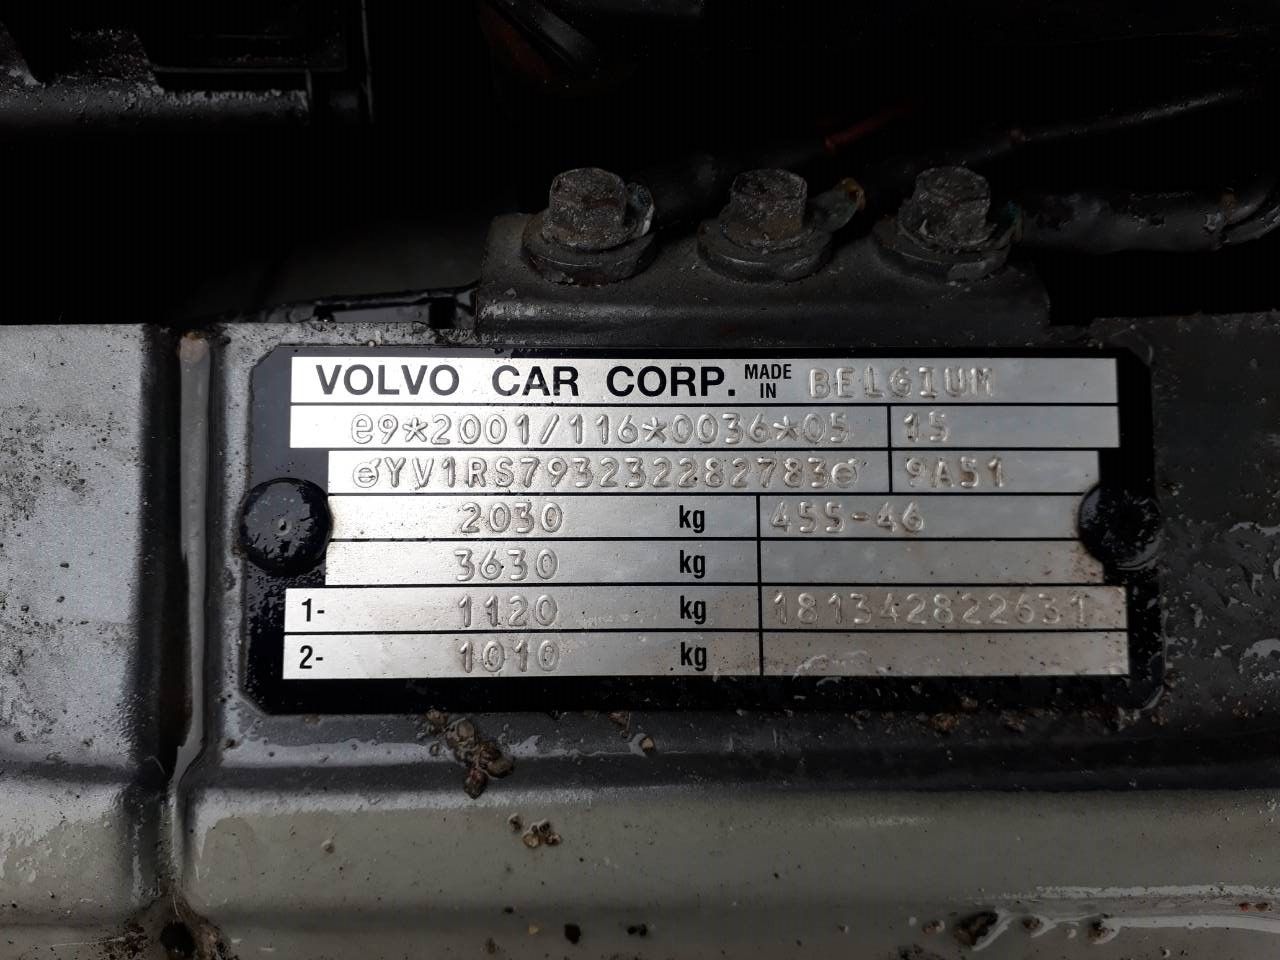 VOLVO CAR CORP. MADE IN BELGIUM
e9*2001/116*0036*05 15
YV1RS793232282783 9A51
2030 kg 455-46
3630 kg
1- 1120 kg 181342822631
2- 1010 kg